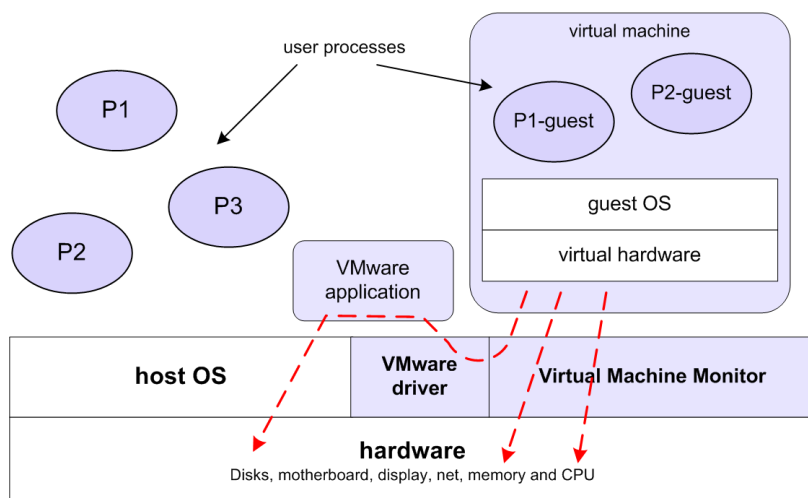 user processes
virtual machine
P1
P2-guest
P1-guest
P3
guest OS
P2
virtual hardware
VMware
application
host OS
VMware
driver
Virtual Machine Monitor
hardware
Disks, motherboard, display, net, memory and CPU